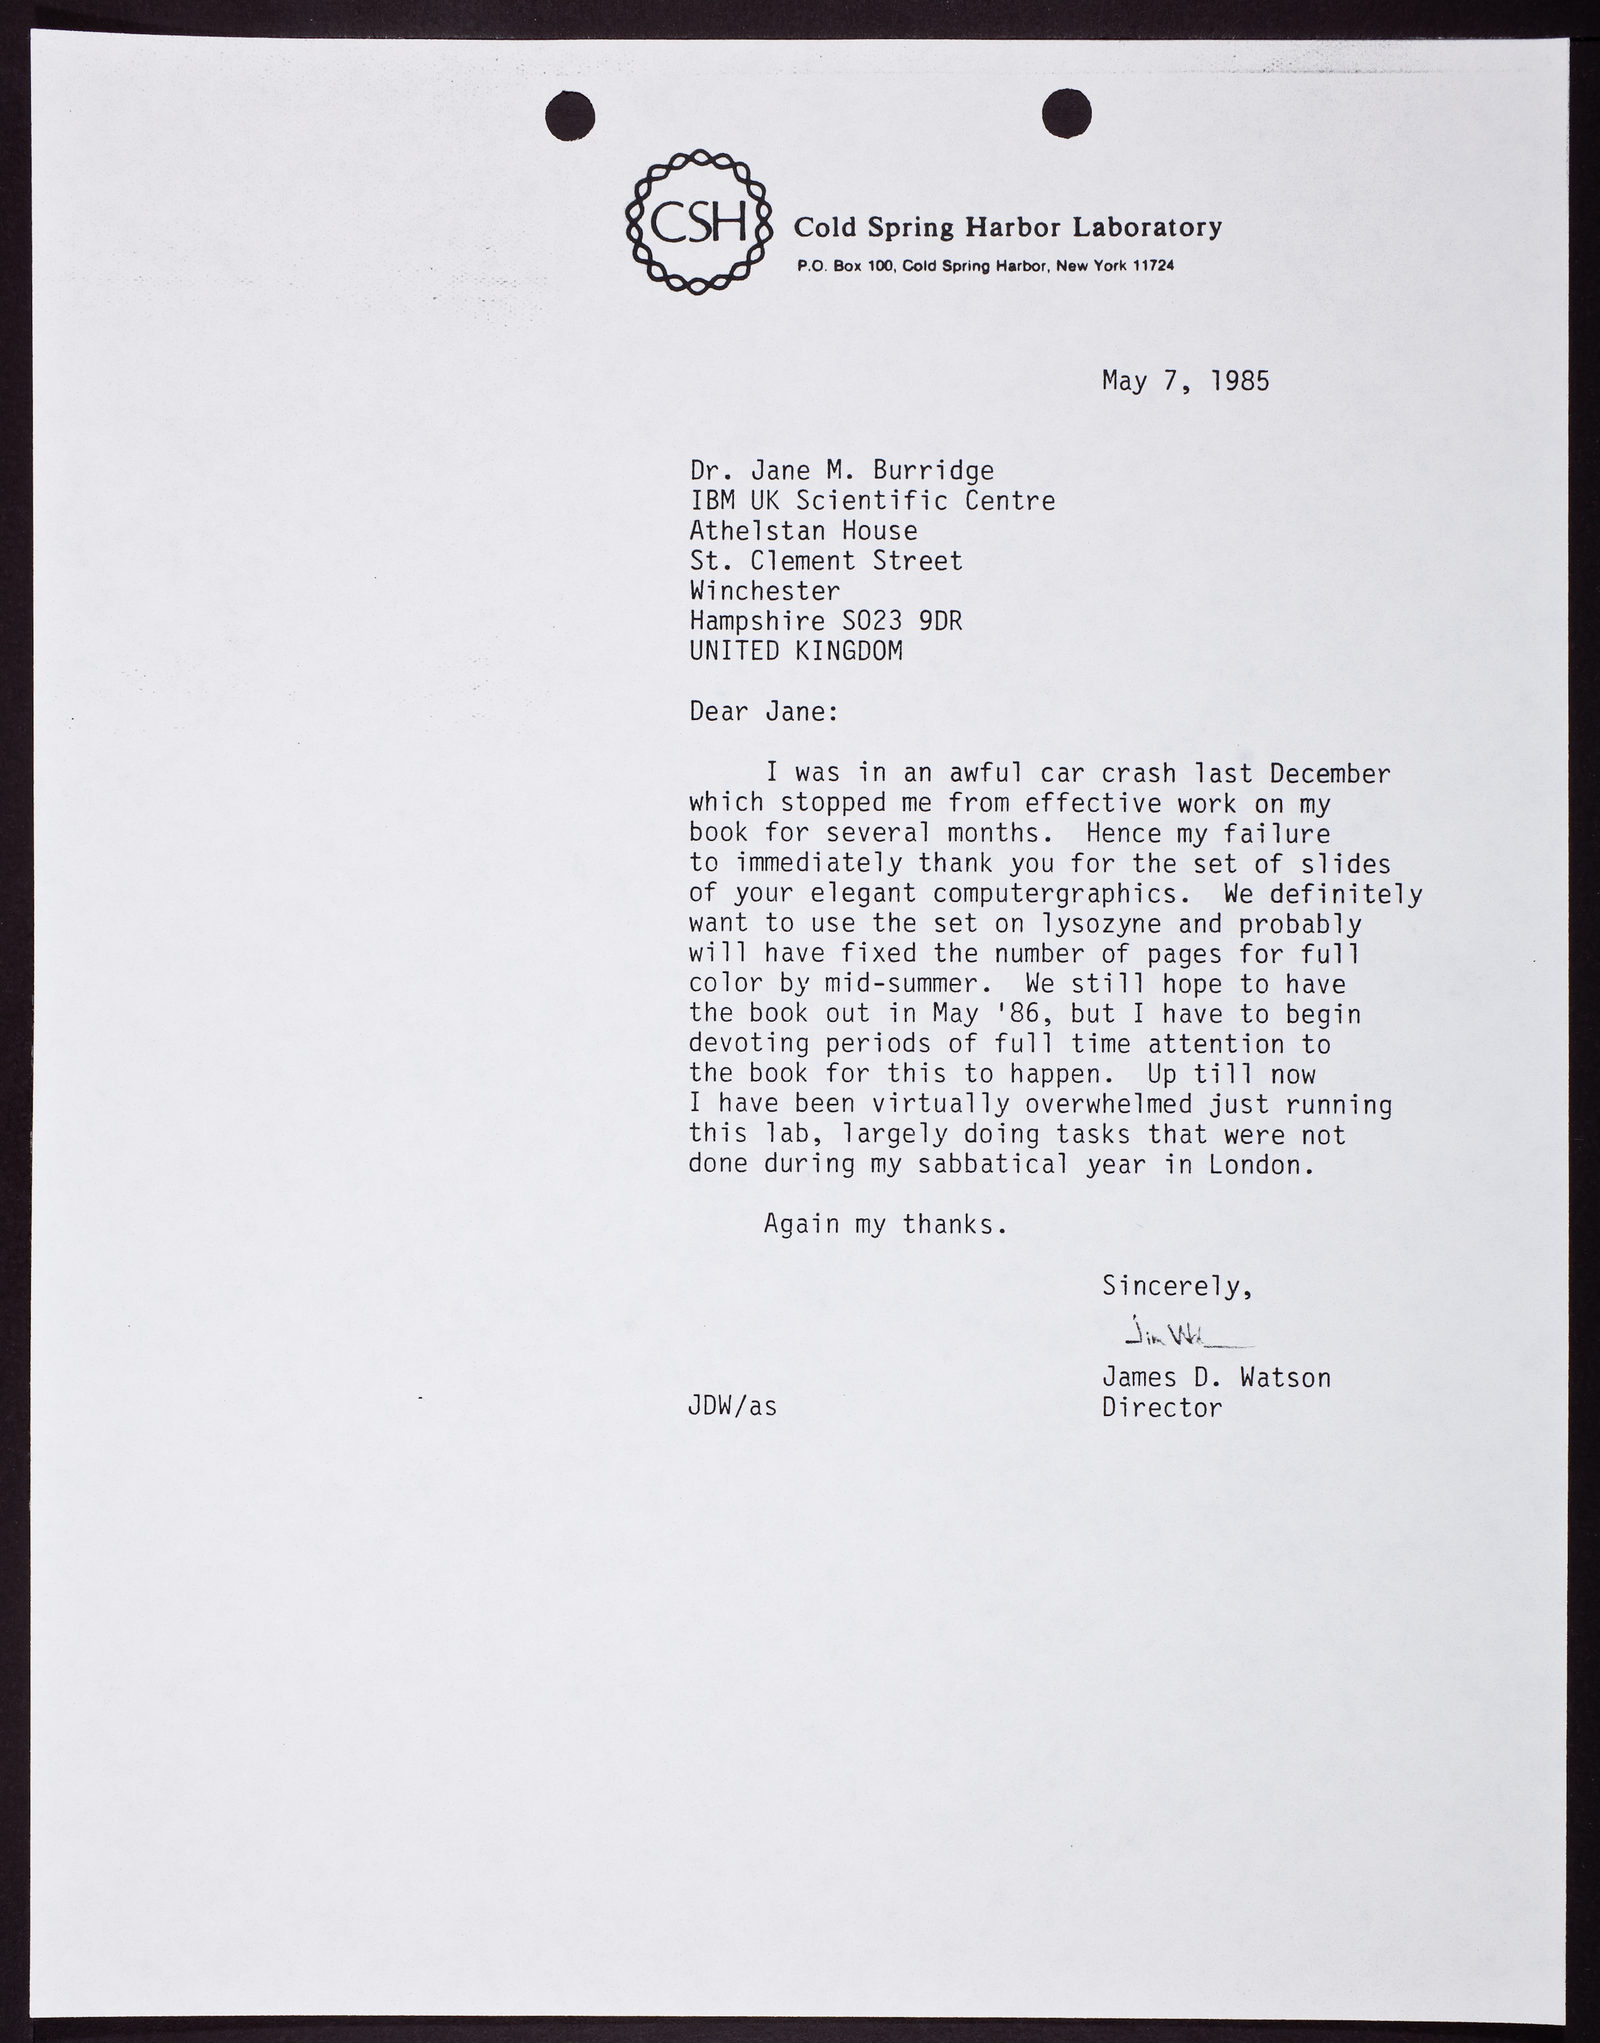 CSH
Cold Spring Harbor Laboratory
P.O. Box 100, Cold Spring Harbor, New York 11724
May 7, 1985
Dr. Jane M. Burridge
IBM UK Scientific Centre
Athelstan House
St. Clement Street
Winchester
Hampshire SO23 9DR
UNITED KINGDOM
Dear Jane:
I was in an awful car crash last December
which stopped me from effective work on my
book for several months. Hence my failure
to immediately thank you for the set of slides
of your elegant computergraphics. We definitely
want to use the set on lysozyne and probably
will have fixed the number of pages for full
color by mid-summer. We still hope to have
the book out in May '86, but I have to begin
devoting periods of full time attention to
the book for this to happen. Up till now
I have been virtually overwhelmed just running
this lab, largely doing tasks that were not
done during my sabbatical year in London.
Again my thanks.
Sincerely,
Jim
James D. Watson
JDW/as
Director